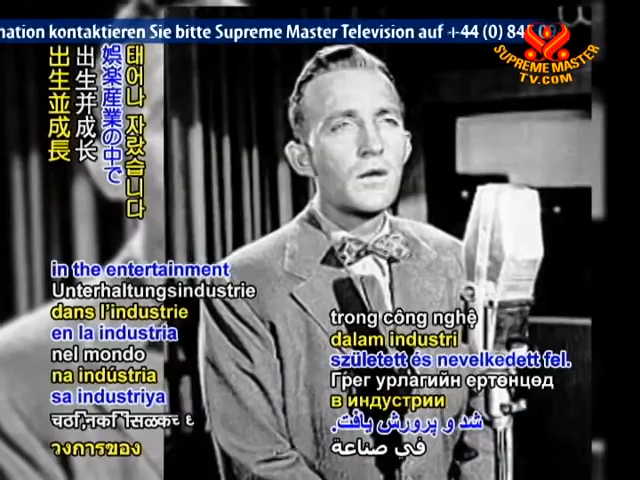 nation kontaktieren Sie bitte Supreme Master Television auf ++44 (0) 84
SUPREME MASTER
TV.COM
태어나 자랐습니다
娯楽産業の中で
出生并成长
出生並成長
in the entertainment
Unterhaltungsindustrie
dans l'industrie
en la industria
nel mondo
na indústria
sa industriya
วงการของ
trong công nghệ
dalam industri
született és nevelkedett fel.
урлагийн ертөнцөд
в индустрии
شد و پرورش یافت.
في صناعة